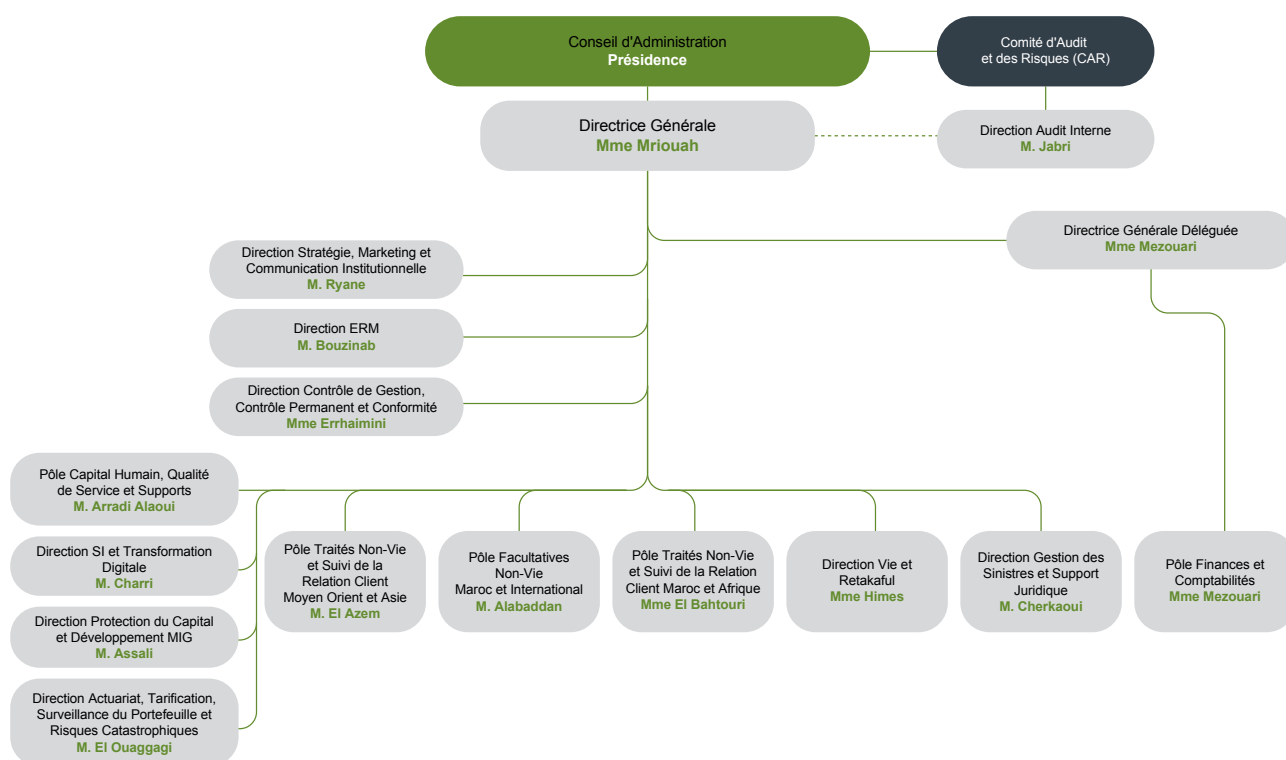 Conseil d'Administration
Présidence
Comité d'Audit
et des Risques (CAR)
Directrice Générale
Mme Mriouah
Direction Audit Interne
M. Jabri
Directrice Générale Déléguée
Mme Mezouari
Direction Stratégie, Marketing et
Communication Institutionnelle
M. Ryane
Direction ERM
M. Bouzinab
Direction Contrôle de Gestion,
Contrôle Permanent et Conformité
Mme Errhaimini
Pôle Capital Humain, Qualité
de Service et Supports
M. Arradi Alaoui
Direction SI et Transformation
Digitale
M. Charri
Direction Protection du Capital
et Développement MIG
M. Assali
Direction Actuariat, Tarification,
Surveillance du Portefeuille et
Risques Catastrophiques
M. El Ouaggagi
Pôle Traités Non-Vie
et Suivi de la
Relation Client
Moyen Orient et Asie
M. El Azem
Pôle Facultatives
Non-Vie
Maroc et International
M. Alabaddan
Pôle Traités Non-Vie
et Suivi de la Relation
Client Maroc et Afrique
Mme El Bahtouri
Direction Vie et
Retakaful
Mme Himes
Direction Gestion des
Sinistres et Support
Juridique
M. Cherkaoui
Pôle Finances et
Comptabilités
Mme Mezouari